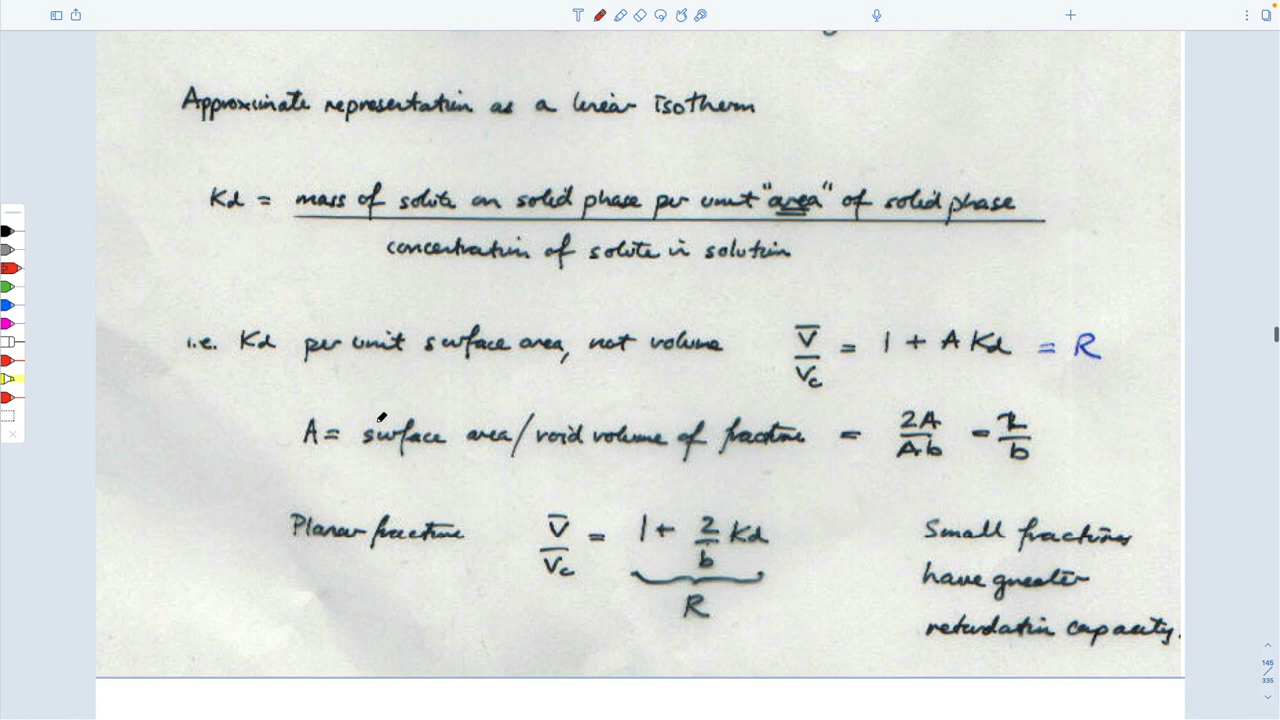 Approximate representation as a linear isotherm
Kd = mass of solute on solid phase per unit "area" of solid phase
concentration of solute in solution
i.e. Kd per unit surface area, not volume V̅/Vc = 1 + A Kd = R
A = surface area/void volume of fracture = 2A/Ab = 2/b
Planar fracture V̅/Vc = 1 + 2/b Kd
R
Small fractures
have greater
retardation capacity.
145
/
335